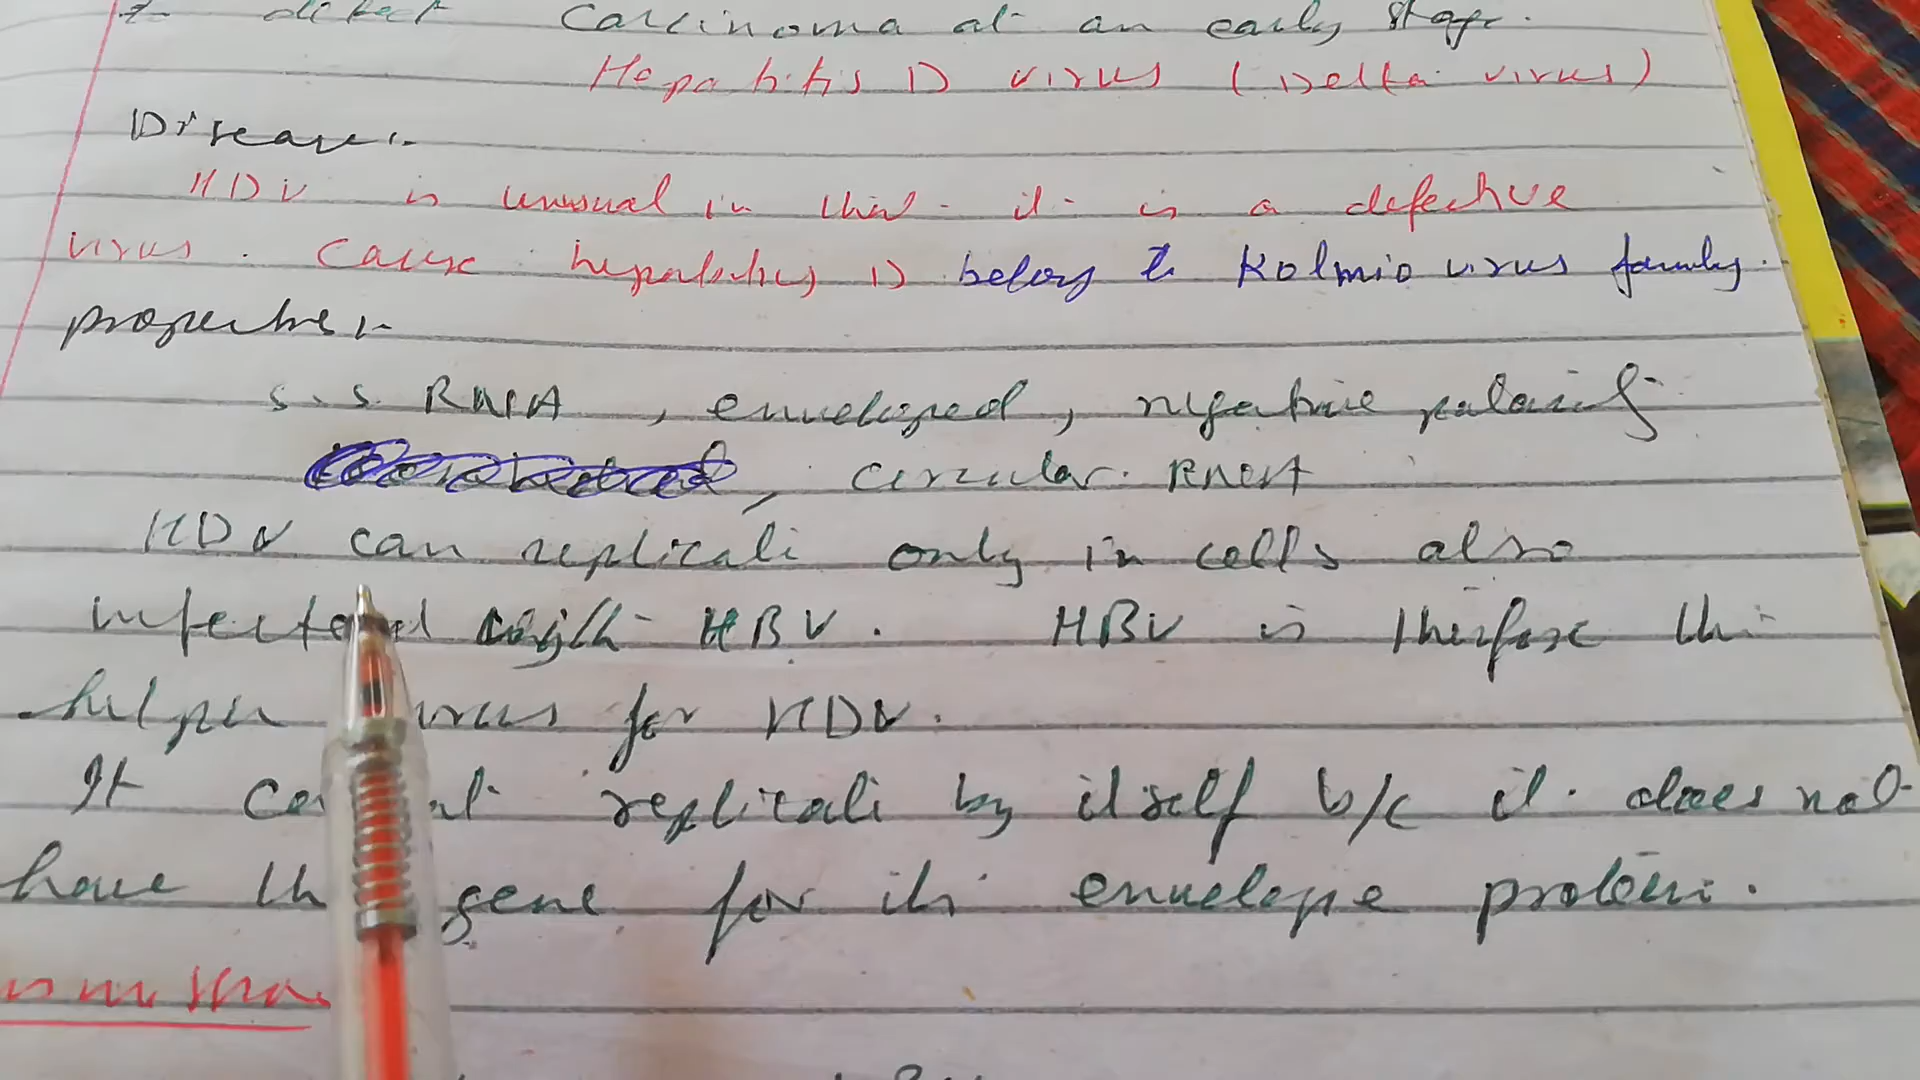 to detect carcinoma at an early stage.
Hepatitis D virus (Delta virus)
Disease:-
HDV is unusual in that it is a defective
virus. Cause hepatitis D belong to Kolmio virus family.
properties:-
S.S RNA, enveloped, negative polarity
, circular RNA
HDV can replicate only in cells also
infected with HBV. HBV is therefore the
helper virus for HDV.
It replicate by itself b/c it does not
have the gene for its envelope protein.